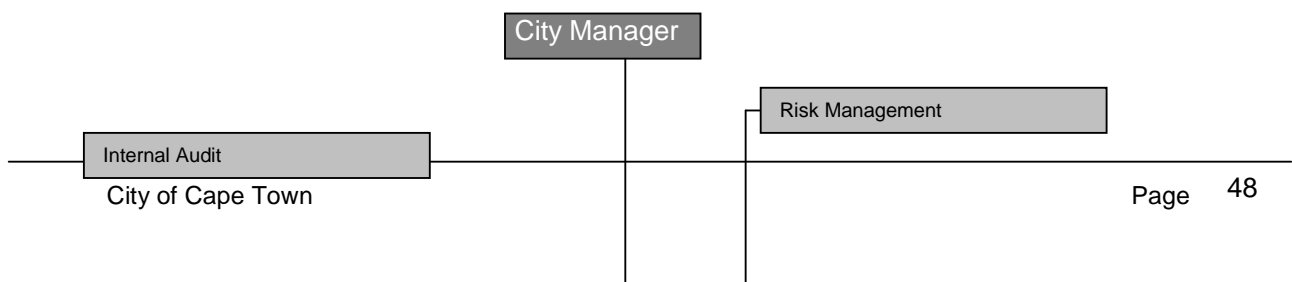 City Manager
Risk Management
Internal Audit
City of Cape Town
Page 48